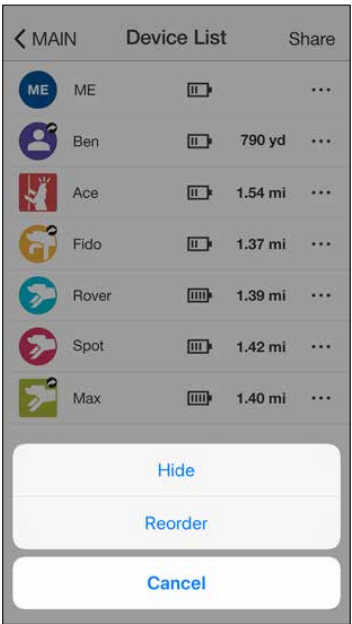 MAIN Device List Share
ME ME ...
Ben 790 yd ...
Ace 1.54 mi ...
Fido 1.37 mi ...
Rover 1.39 mi ...
Spot 1.42 mi ...
Max 1.40 mi ...
Hide
Reorder
Cancel